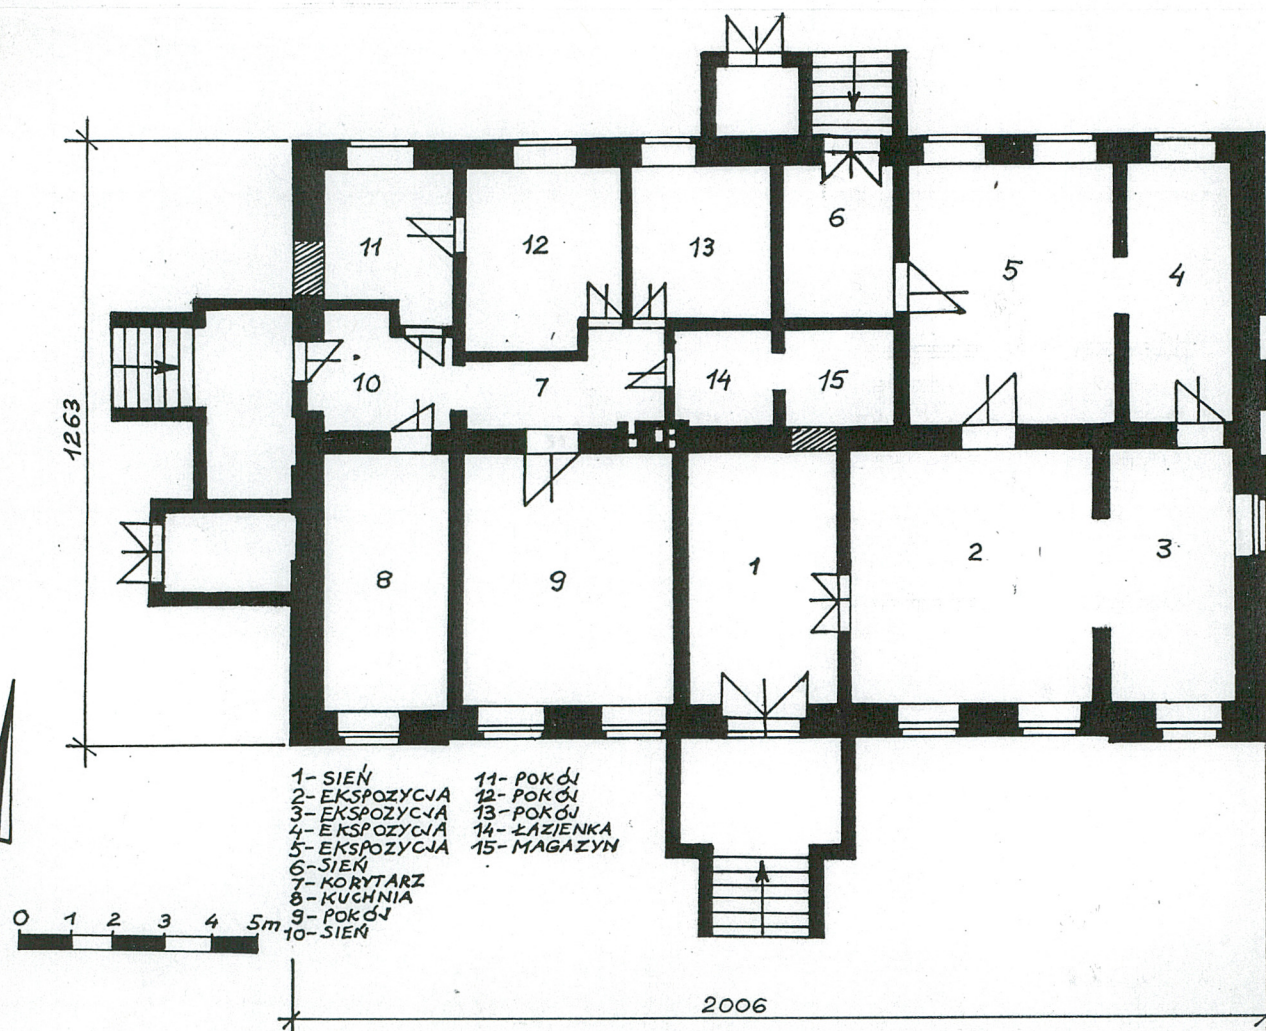 11
12
13
6
5
4
10
7
14
15
1263
8
9
1
2
3
1-SIEŃ
2-EKSPOZYCJA
3-EKSPOZYCJA
4-EKSPOZYCJA
5-EKSPOZYCJA
6-SIEŃ
7-KORYTARZ
8-KUCHNIA
9-POKÓJ
10-SIEŃ
11-POKÓJ
12-POKÓJ
13-POKÓJ
14-ŁAZIENKA
15-MAGAZYN
0 1 2 3 4 5m
2006